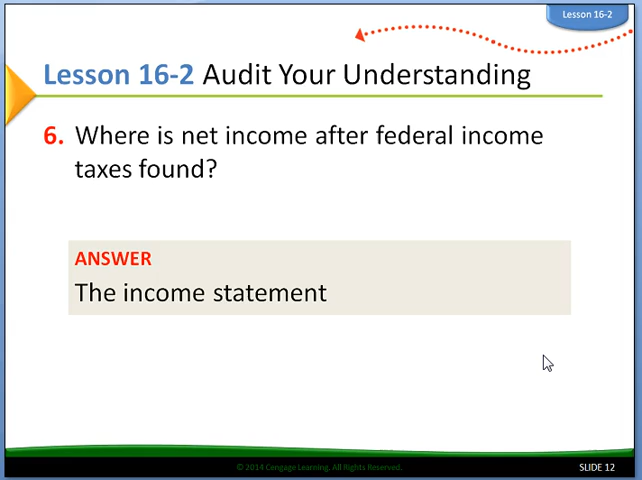 Lesson 16-2
Lesson 16-2 Audit Your Understanding
6. Where is net income after federal income
taxes found?
ANSWER
The income statement
© 2014 Cengage Learning. All Rights Reserved.
SLIDE 12